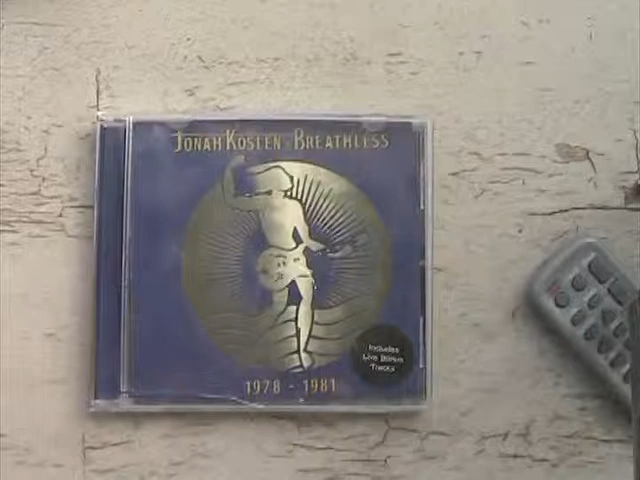 JONAH KOSLEN - BREATHLESS
Includes
Live Bonus
Tracks
1978 - 1981